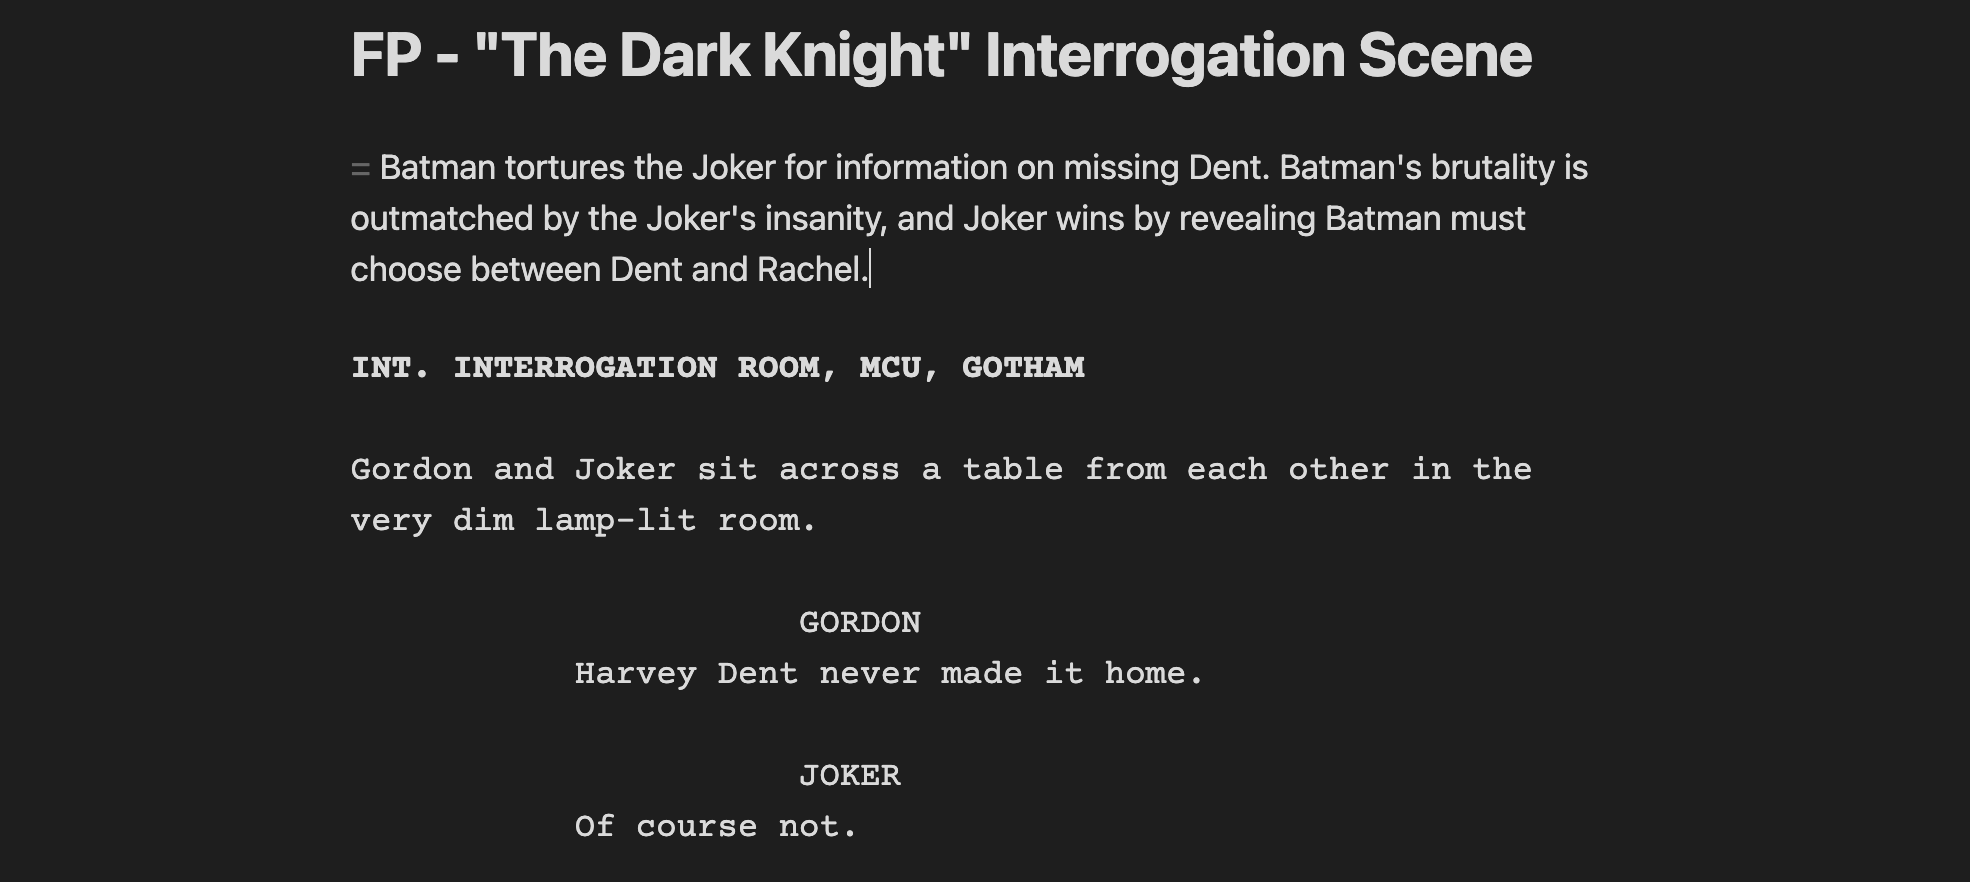 FP - "The Dark Knight" Interrogation Scene
= Batman tortures the Joker for information on missing Dent. Batman's brutality is
outmatched by the Joker's insanity, and Joker wins by revealing Batman must
choose between Dent and Rachel.
INT. INTERROGATION ROOM, MCU, GOTHAM
Gordon and Joker sit across a table from each other in the
very dim lamp-lit room.
GORDON
Harvey Dent never made it home.
JOKER
Of course not.